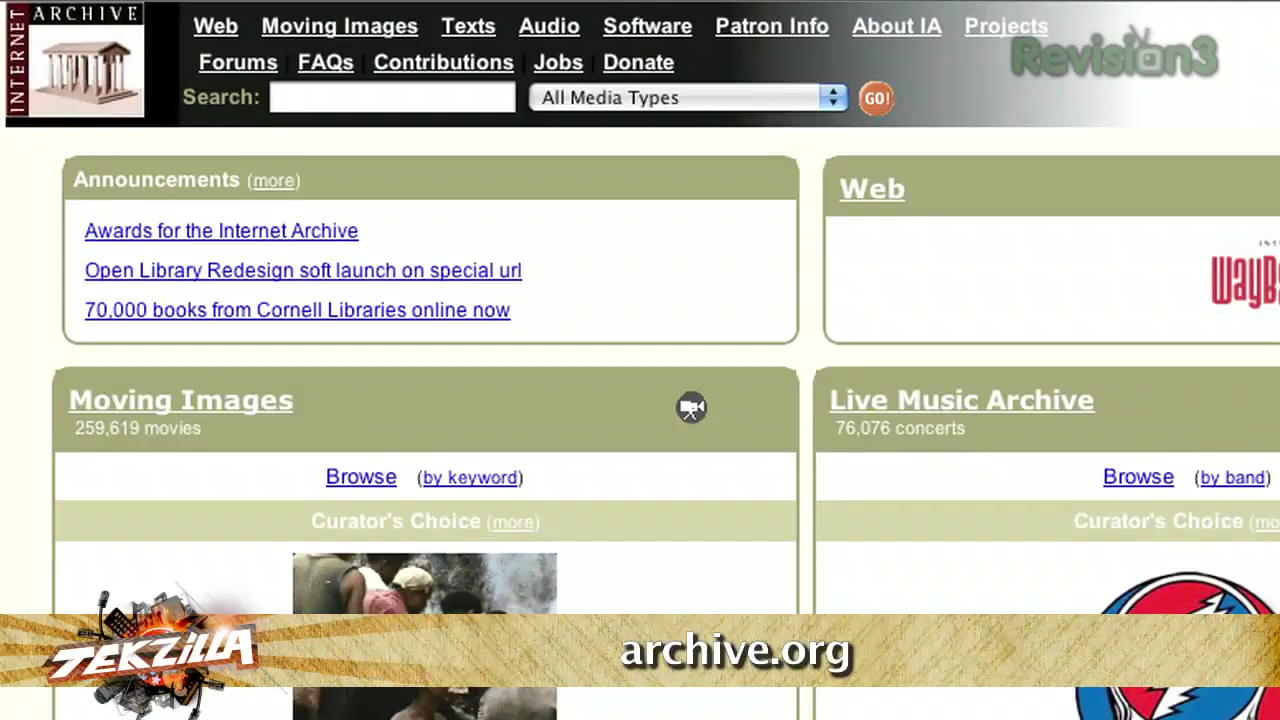 INTERNET
ARCHIVE
Web Moving Images Texts Audio Software Patron Info About IA Projects
Forums FAQs Contributions Jobs Donate
Search: All Media Types GO!
Revision3
Announcements (more)
Web
Awards for the Internet Archive
Open Library Redesign soft launch on special url
70,000 books from Cornell Libraries online now
Moving Images
259,619 movies
Live Music Archive
76,076 concerts
Browse (by keyword)
Browse (by band)
Curator's Choice (more)
Curator's Choice
TEKZILLA
archive.org